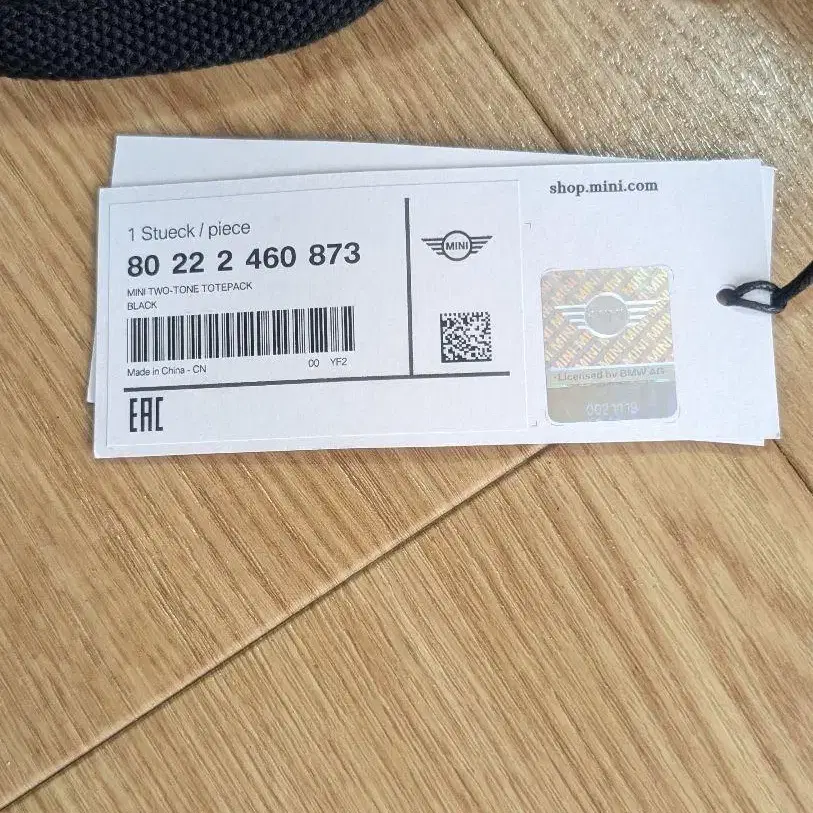 1 Stueck / piece
80 22 2 460 873
MINI TWO-TONE TOTEPACK
BLACK
Made in China - CN
00 YF2
EAC
MINI
shop.mini.com
Licensed by BMW AG